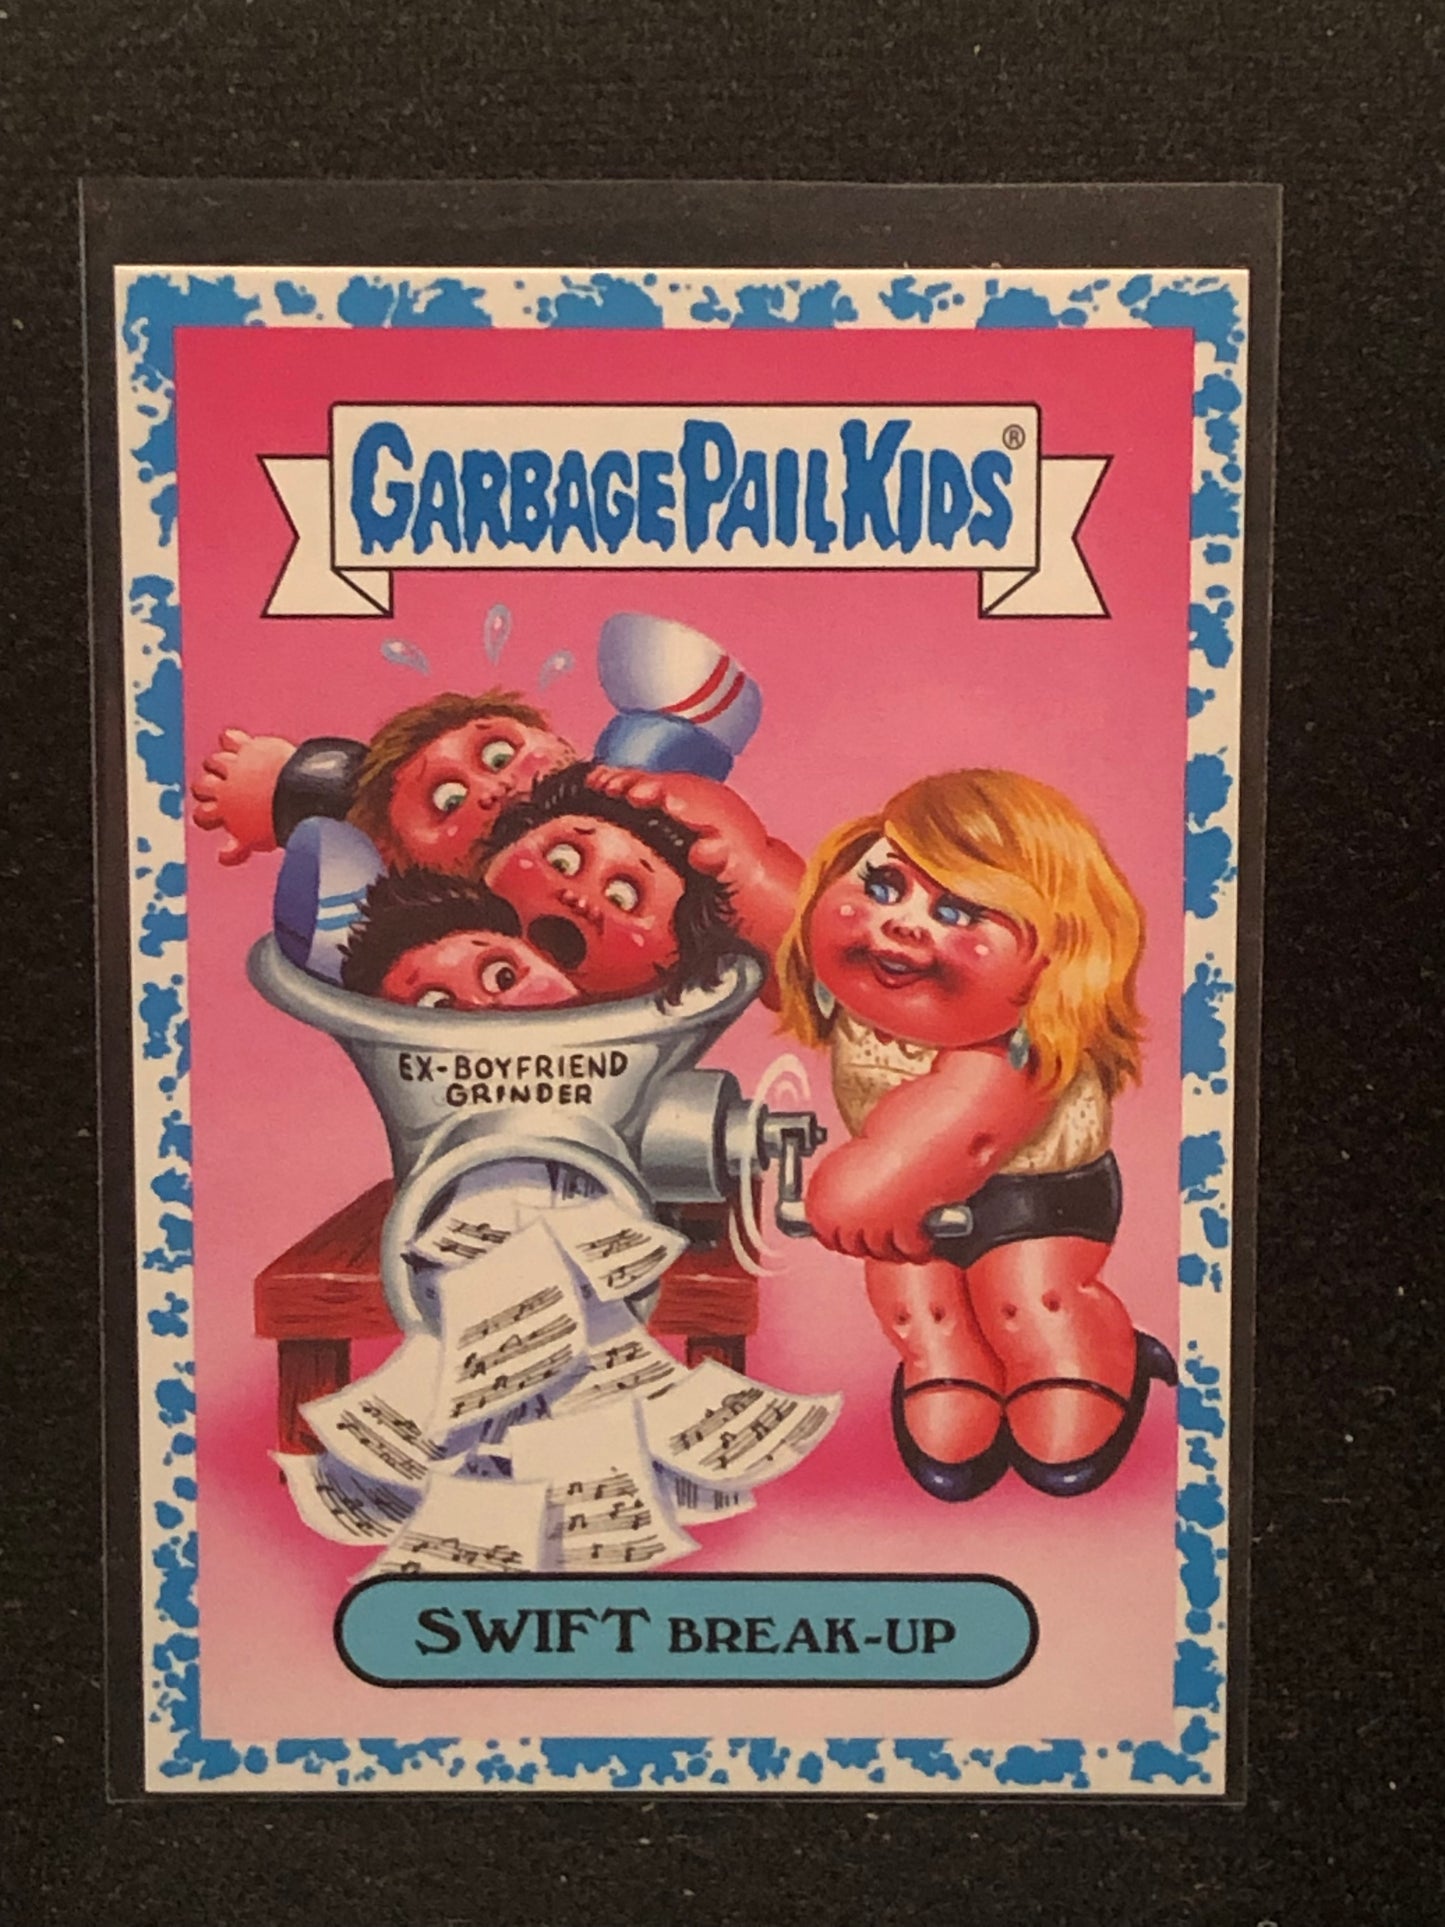 GARBAGE PAIL KIDS®
EX-BOYFRIEND
GRINDER
SWIFT BREAK-UP